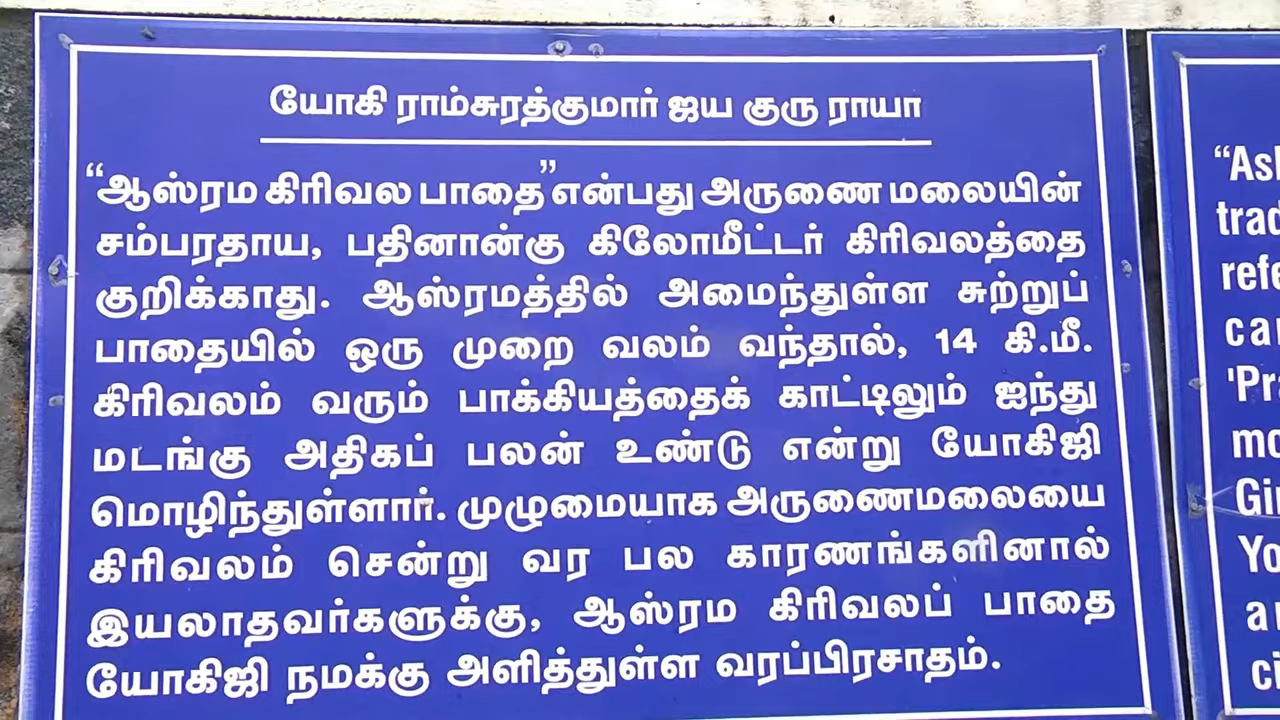 யோகி ராம்சுரத்குமார் ஜய குரு ராயா
“ஆஸ்ரம கிரிவல பாதை” என்பது அருணை மலையின்
சம்பரதாய, பதினான்கு கிலோமீட்டர் கிரிவலத்தை
குறிக்காது. ஆஸ்ரமத்தில் அமைந்துள்ள சுற்றுப்
பாதையில் ஒரு முறை வலம் வந்தால், 14 கி.மீ.
கிரிவலம் வரும் பாக்கியத்தைக் காட்டிலும் ஐந்து
மடங்கு அதிகப் பலன் உண்டு என்று யோகிஜி
மொழிந்துள்ளார். முழுமையாக அருணைமலையை
கிரிவலம் சென்று வர பல காரணங்களினால்
இயலாதவர்களுக்கு, ஆஸ்ரம கிரிவலப் பாதை
யோகிஜி நமக்கு அளித்துள்ள வரப்பிரசாதம்.